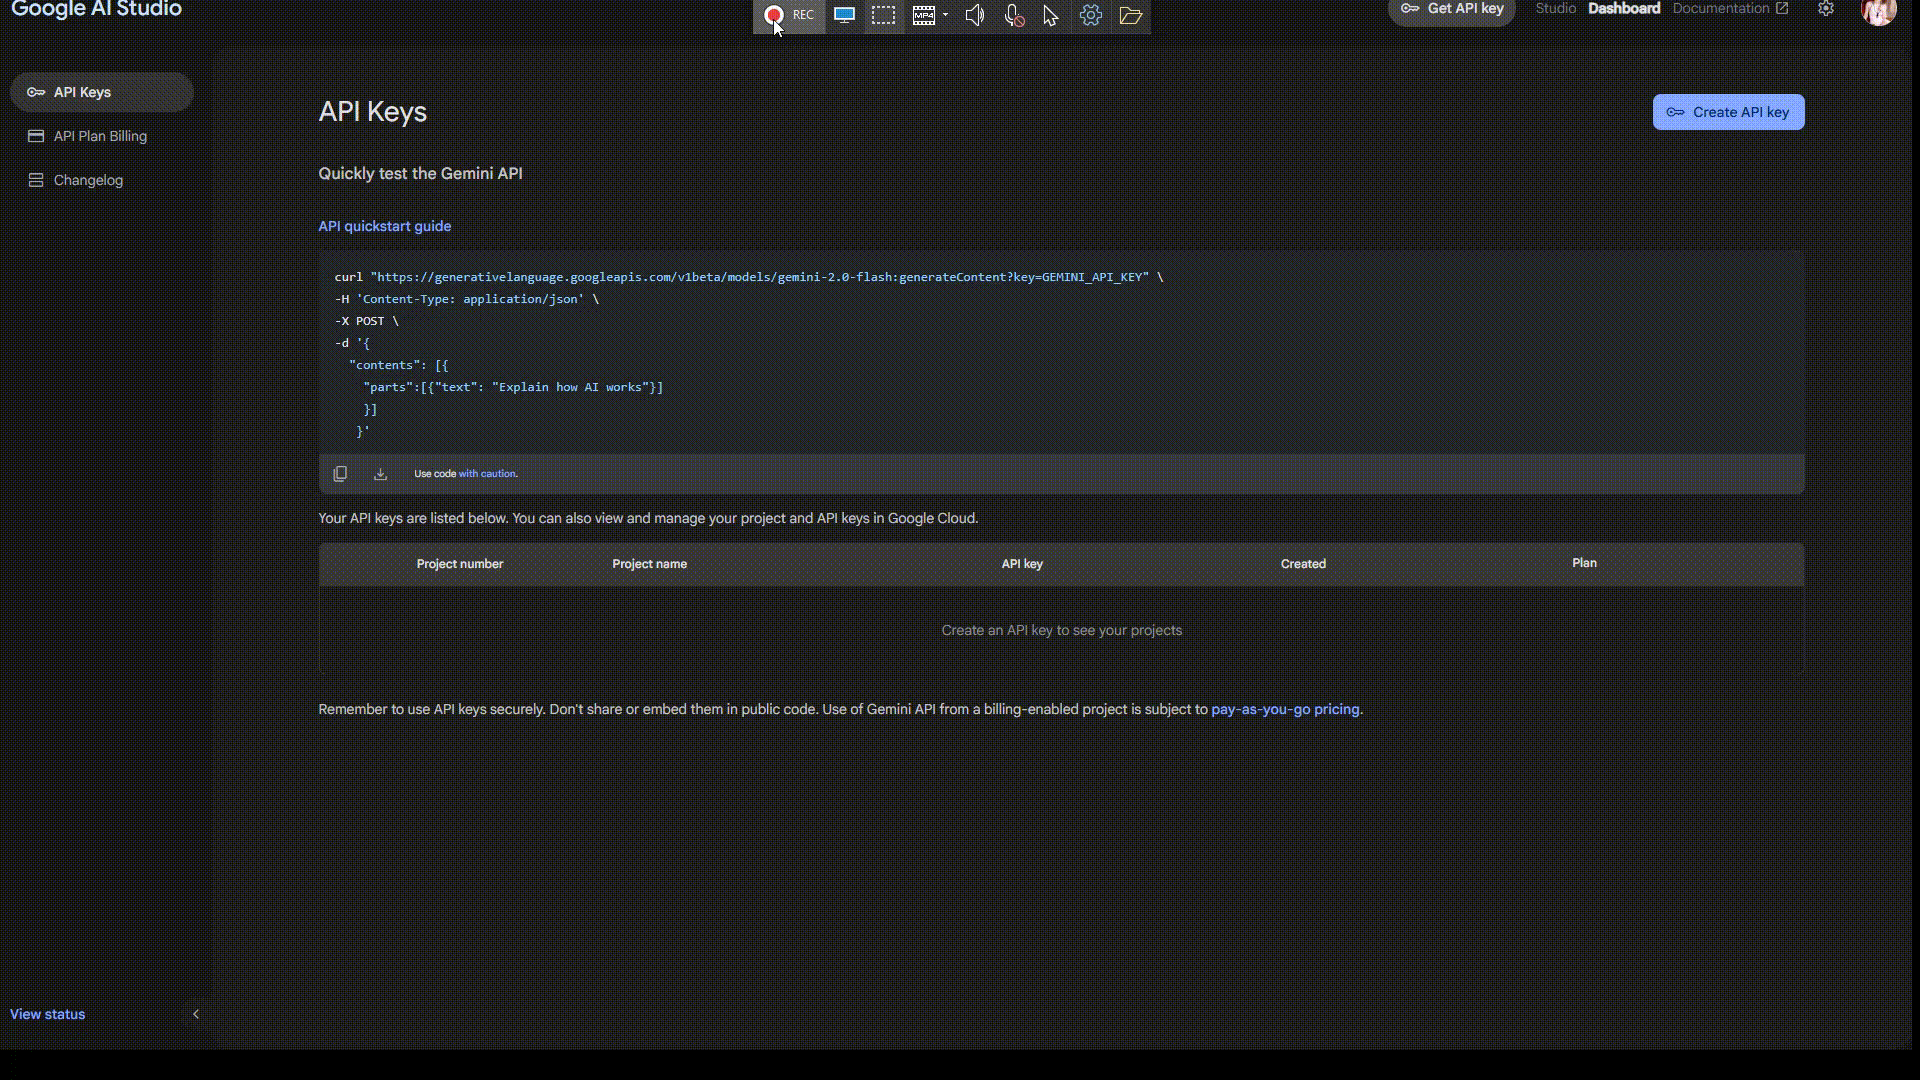 Google AI Studio
REC
MP4
Get API key
Studio
Dashboard
Documentation
API Keys
API Plan Billing
Changelog
API Keys
Create API key
Quickly test the Gemini API
API quickstart guide
curl "https://generativelanguage.googleapis.com/v1beta/models/gemini-2.0-flash:generateContent?key=GEMINI_API_KEY" \
-H 'Content-Type: application/json' \
-X POST \
-d '{
"contents": [{
"parts":[{"text": "Explain how AI works"}]
}]
}'
Use code with caution.
Your API keys are listed below. You can also view and manage your project and API keys in Google Cloud.
Project number Project name API key Created Plan
Create an API key to see your projects
Remember to use API keys securely. Don't share or embed them in public code. Use of Gemini API from a billing-enabled project is subject to pay-as-you-go pricing.
View status